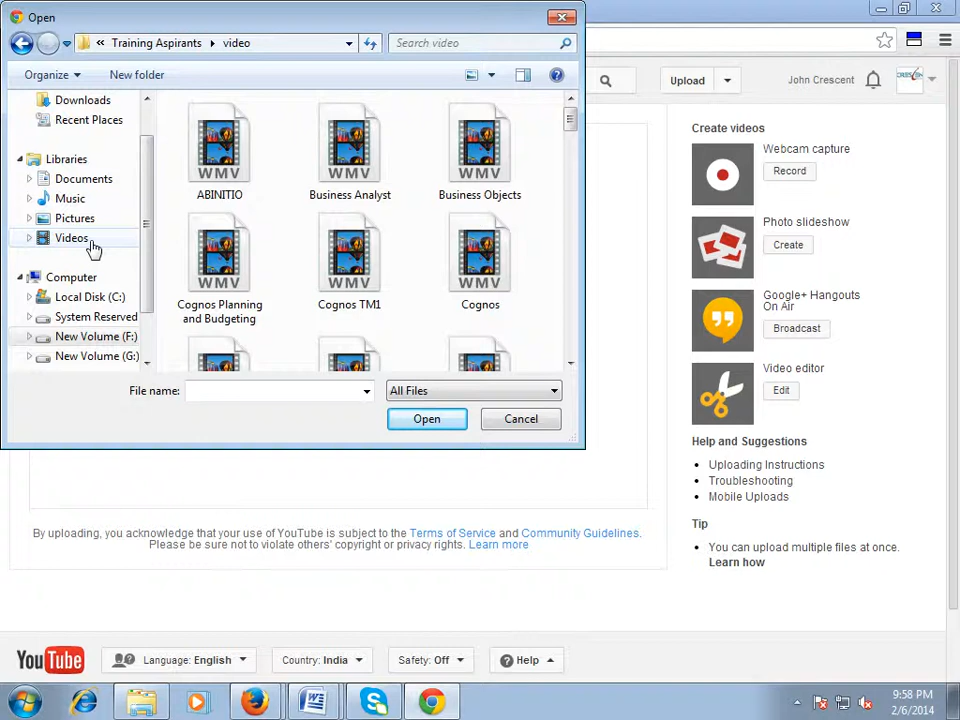 Open
« Training Aspirants video
Search video
Organize
New folder
Downloads
Recent Places
Libraries
Documents
Music
Pictures
Videos
Computer
Local Disk (C:)
System Reserved
New Volume (F:)
New Volume (G:)
WMV
WMV
WMV
ABINITIO
Business Analyst
Business Objects
WMV
WMV
WMV
Cognos Planning
and Budgeting
Cognos TM1
Cognos
File name:
All Files
Open
Cancel
Upload
John Crescent
Create videos
Webcam capture
Record
Photo slideshow
Create
Google+ Hangouts
On Air
Broadcast
Video editor
Edit
Help and Suggestions
Uploading Instructions
Troubleshooting
Mobile Uploads
Tip
You can upload multiple files at once.
Learn how
By uploading, you acknowledge that your use of YouTube is subject to the Terms of Service and Community Guidelines.
Please be sure not to violate others' copyright or privacy rights. Learn more
YouTube
Language: English
Country: India
Safety: Off
Help
9:58 PM
2/6/2014